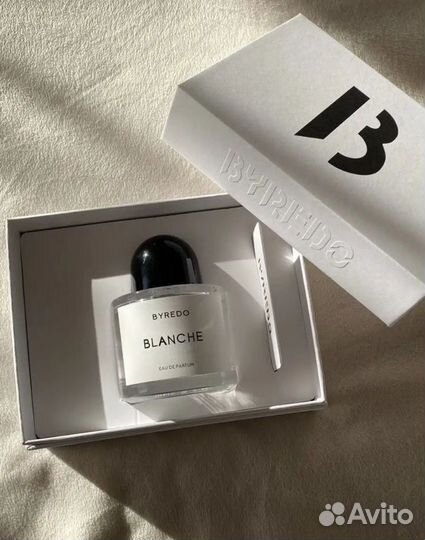 B
BYREDO
BYREDO
BLANCHE
EAU DE PARFUM
Avito